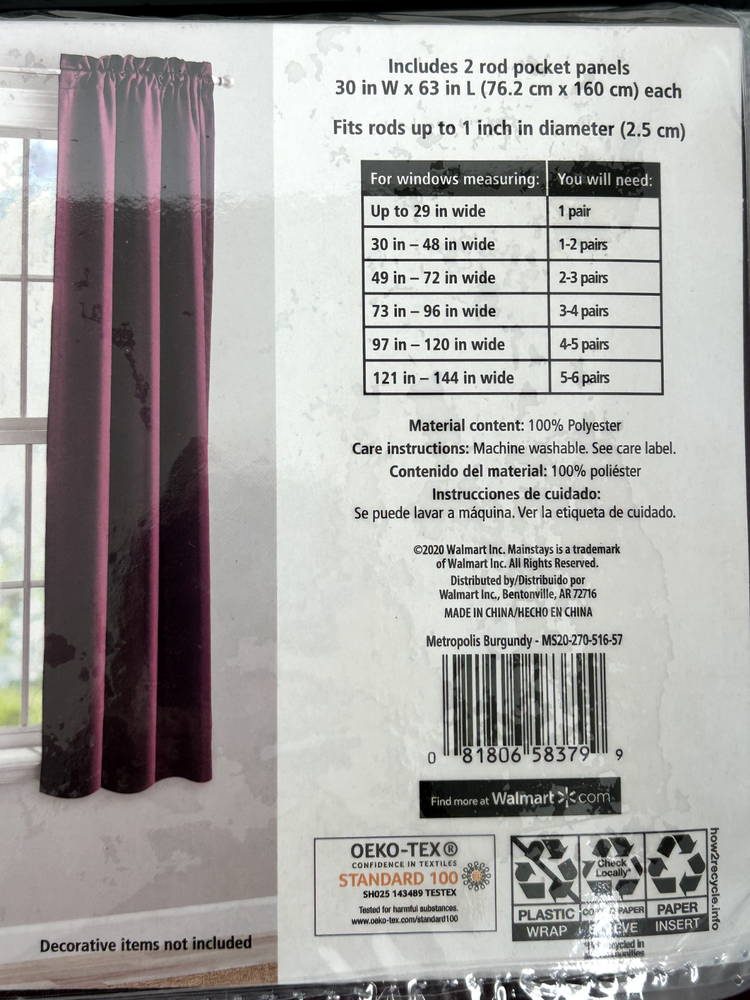 Includes 2 rod pocket panels
30 in W x 63 in L (76.2 cm x 160 cm) each
Fits rods up to 1 inch in diameter (2.5 cm)
For windows measuring: You will need:
Up to 29 in wide 1 pair
30 in – 48 in wide 1-2 pairs
49 in – 72 in wide 2-3 pairs
73 in – 96 in wide 3-4 pairs
97 in – 120 in wide 4-5 pairs
121 in – 144 in wide 5-6 pairs
Material content: 100% Polyester
Care instructions: Machine washable. See care label.
Contenido del material: 100% poliéster
Instrucciones de cuidado:
Se puede lavar a máquina. Ver la etiqueta de cuidado.
©2020 Walmart Inc. Mainstays is a trademark
of Walmart Inc. All Rights Reserved.
Distributed by/Distribuido por
Walmart Inc., Bentonville, AR 72716
MADE IN CHINA/HECHO EN CHINA
Metropolis Burgundy - MS20-270-516-57
0 81806 58379 9
Find more at Walmart com
OEKO-TEX®
CONFIDENCE IN TEXTILES
STANDARD 100
SH025 143489 TESTEX
Tested for harmful substances.
www.oeko-tex.com/standard100
Check
Locally*
PLASTIC
WRAP
PAPER
PAPER
INSERT
how2recycle.info
Decorative items not included